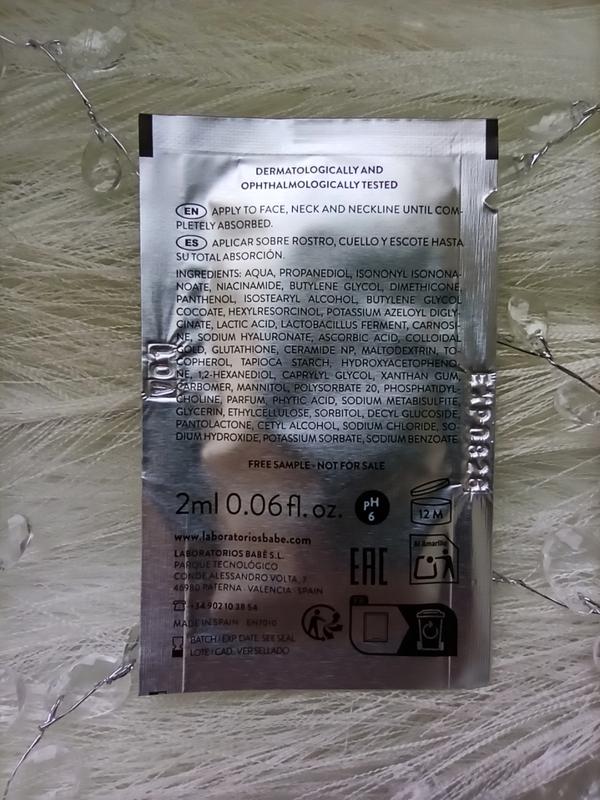 DERMATOLOGICALLY AND
OPHTHALMOLOGICALLY TESTED
EN APPLY TO FACE, NECK AND NECKLINE UNTIL COM-
PLETELY ABSORBED.
ES APLICAR SOBRE ROSTRO, CUELLO Y ESCOTE HASTA
SU TOTAL ABSORCIÓN.
INGREDIENTS: AQUA, PROPANEDIOL, ISONONYL ISONONA-
NOATE, NIACINAMIDE, BUTYLENE GLYCOL, DIMETHICONE,
PANTHENOL, ISOSTEARYL ALCOHOL, BUTYLENE GLYCOL
COCOATE, HEXYLRESORCINOL, POTASSIUM AZELOYL DIGLY-
CINATE, LACTIC ACID, LACTOBACILLUS FERMENT, CARNOSI-
NE, SODIUM HYALURONATE, ASCORBIC ACID, COLLOIDAL
GOLD, GLUTATHIONE, CERAMIDE NP, MALTODEXTRIN, TO-
COPHEROL, TAPIOCA STARCH, HYDROXYACETOPHENO-
NE, 1,2-HEXANEDIOL, CAPRYLYL GLYCOL, XANTHAN GUM,
CARBOMER, MANNITOL, POLYSORBATE 20, PHOSPHATIDYL-
CHOLINE, PARFUM, PHYTIC ACID, SODIUM METABISULFITE,
GLYCERIN, ETHYLCELLULOSE, SORBITOL, DECYL GLUCOSIDE,
PANTOLACTONE, CETYL ALCOHOL, SODIUM CHLORIDE, SO-
DIUM HYDROXIDE, POTASSIUM SORBATE, SODIUM BENZOATE
FREE SAMPLE - NOT FOR SALE
2ml 0.06 fl. oz.
pH
6
12 M
www.laboratoriosbabe.com
LABORATORIOS BABÉ S.L.
PARQUE TECNOLÓGICO
CONDE ALESSANDRO VOLTA, 7
46980 PATERNA · VALENCIA · SPAIN
+34 902 10 38 54
MADE IN SPAIN
BATCH / EXP DATE: SEE SEAL
LOTE / CAD.: VER SELLADO
EAC
Al Amarillo
EXP